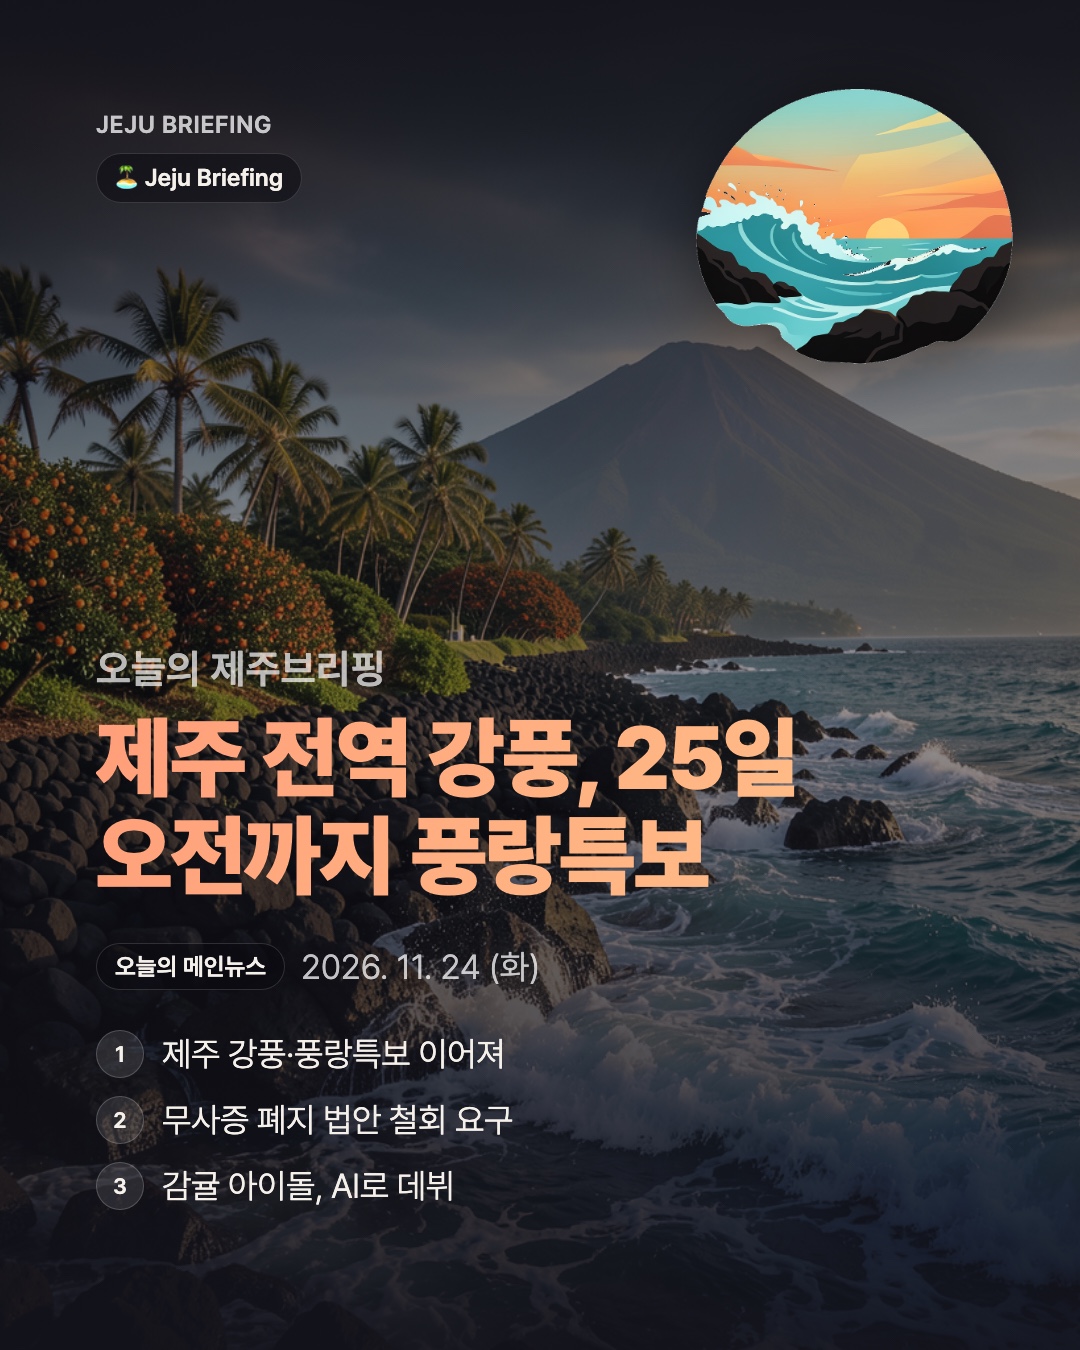 JEJU BRIEFING
🏝️ Jeju Briefing
오늘의 제주브리핑
제주 전역 강풍, 25일
오전까지 풍랑특보
오늘의 메인뉴스 2026. 11. 24 (화)
1 제주 강풍·풍랑특보 이어져
2 무사증 폐지 법안 철회 요구
3 감귤 아이돌, AI로 데뷔